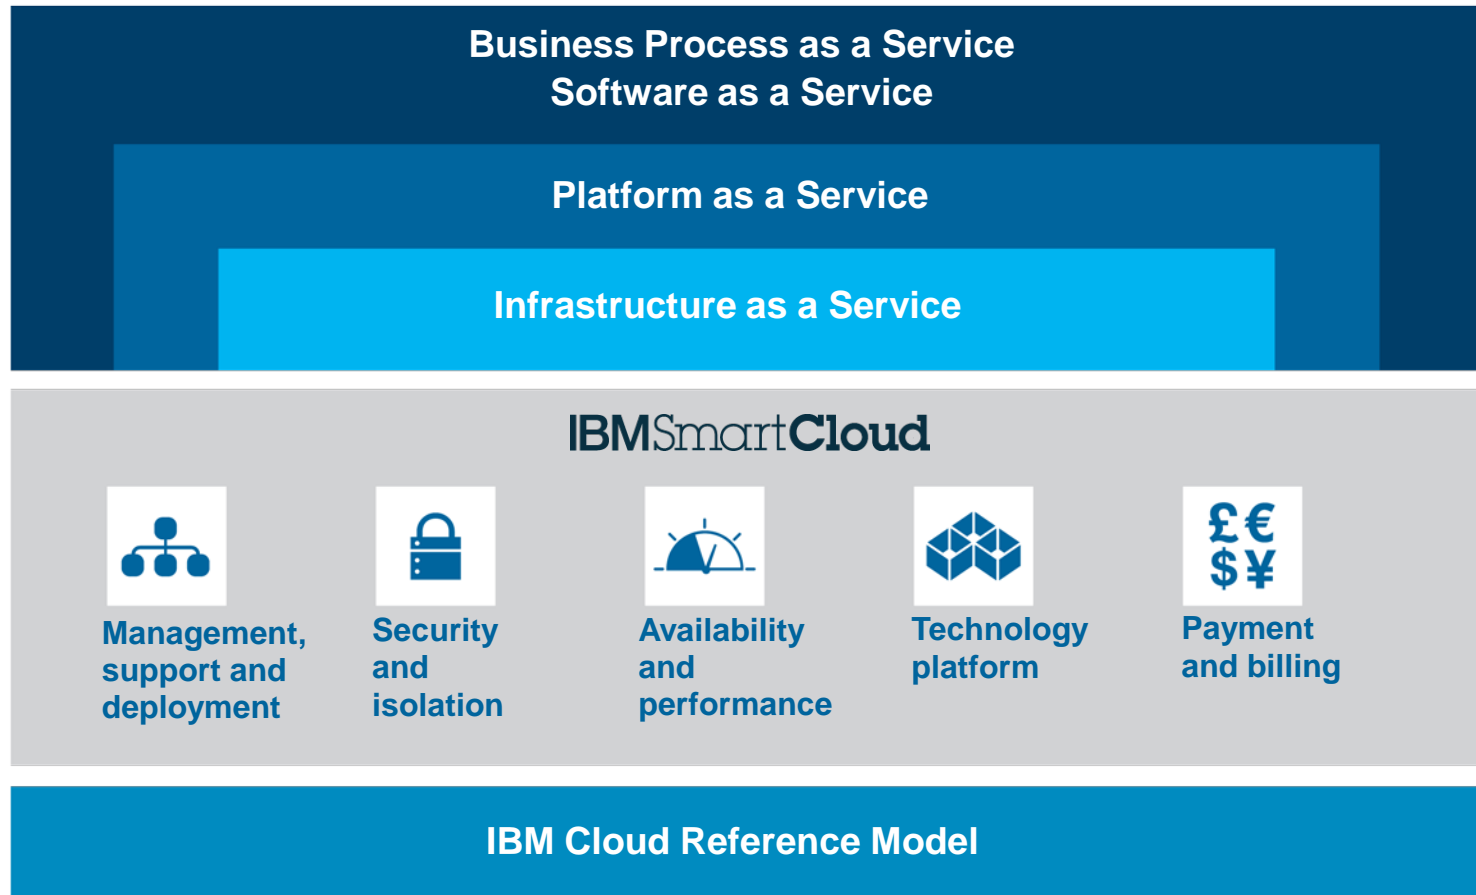 Business Process as a Service
Software as a Service
Platform as a Service
Infrastructure as a Service
IBMSmartCloud
£€
$¥
Management,
support and
deployment
Security
and
isolation
Availability
and
performance
Technology
platform
Payment
and billing
IBM Cloud Reference Model